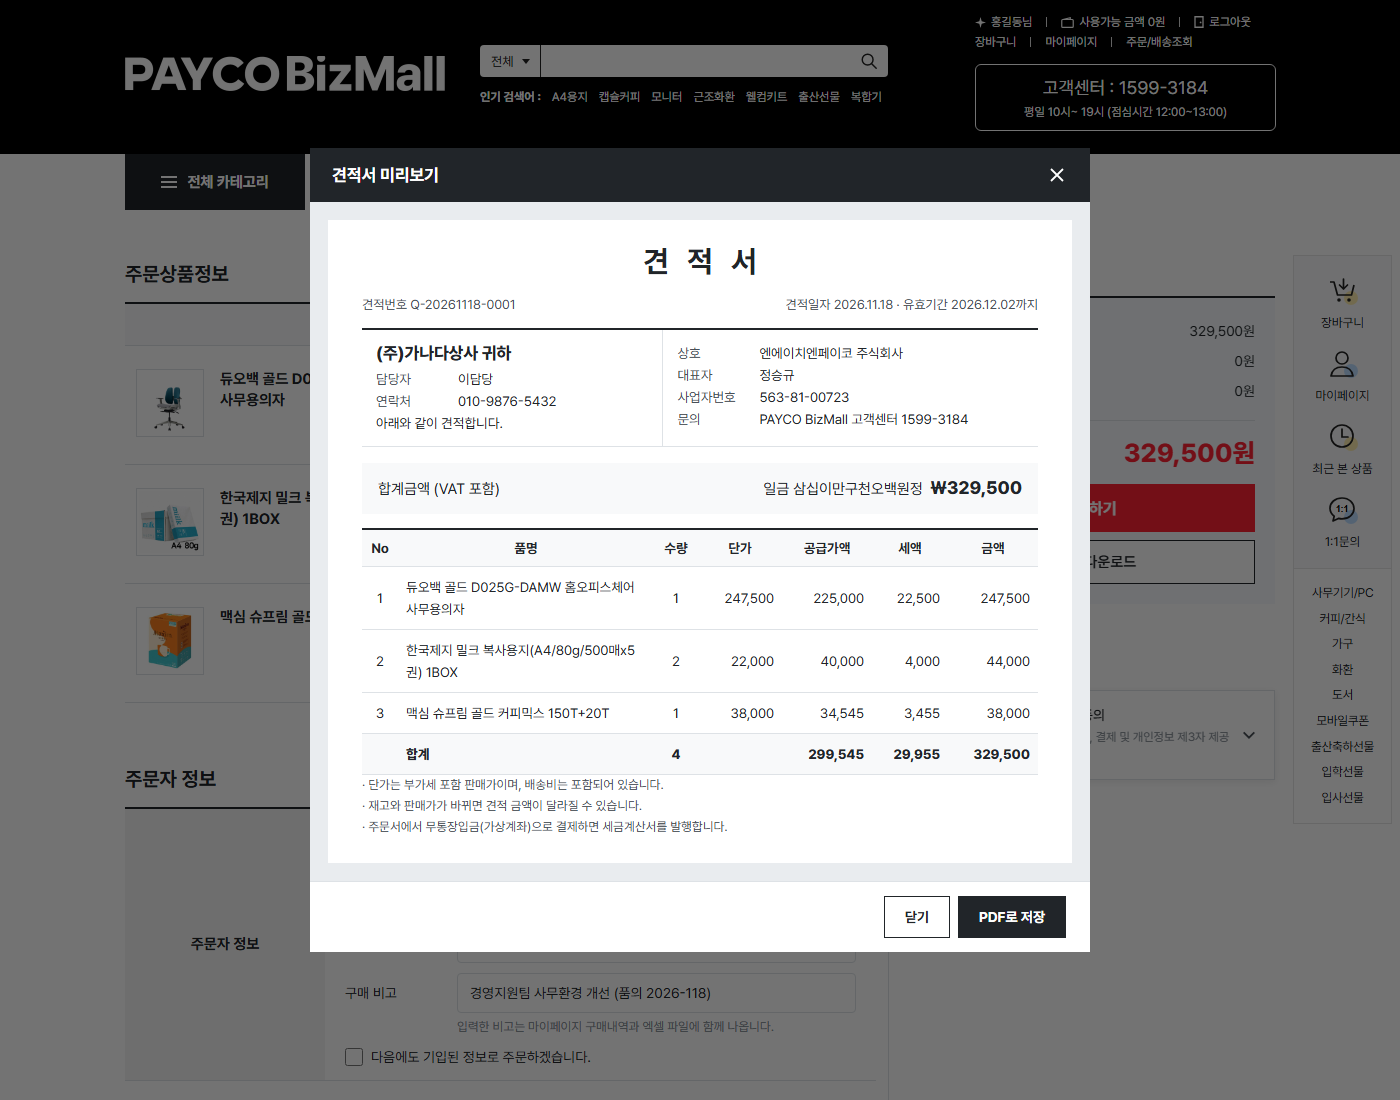 홍길동님 | 사용가능 금액 0원 | 로그아웃
장바구니 | 마이페이지 | 주문/배송조회
PAYCO BizMall
전체
인기 검색어 : A4용지 캡슐커피 모니터 근조화환 웰컴키트 출산선물 복합기
고객센터 : 1599-3184
평일 10시~ 19시 (점심시간 12:00~13:00)
전체 카테고리
견적서 미리보기
견 적 서
견적번호 Q-20261118-0001
견적일자 2026.11.18 · 유효기간 2026.12.02까지
(주)가나다상사 귀하
담당자 이담당
연락처 010-9876-5432
아래와 같이 견적합니다.
상호 엔에이치엔페이코 주식회사
대표자 정승규
사업자번호 563-81-00723
문의 PAYCO BizMall 고객센터 1599-3184
합계금액 (VAT 포함) 일금 삼십이만구천오백원정 ₩329,500
No 품명 수량 단가 공급가액 세액 금액
1 듀오백 골드 D025G-DAMW 홈오피스체어 사무용의자 1 247,500 225,000 22,500 247,500
2 한국제지 밀크 복사용지(A4/80g/500매x5권) 1BOX 2 22,000 40,000 4,000 44,000
3 맥심 슈프림 골드 커피믹스 150T+20T 1 38,000 34,545 3,455 38,000
합계 4 299,545 29,955 329,500
· 단가는 부가세 포함 판매가이며, 배송비는 포함되어 있습니다.
· 재고와 판매가가 바뀌면 견적 금액이 달라질 수 있습니다.
· 주문서에서 무통장입금(가상계좌)으로 결제하면 세금계산서를 발행합니다.
닫기
PDF로 저장
주문상품정보
듀오백 골드 D0
사무용의자
한국제지 밀크
권) 1BOX
A4 80g
맥심 슈프림 골드
329,500원
0원
0원
329,500원
하기
다운로드
결제 및 개인정보 제3자 제공
주문자 정보
주문자 정보
구매 비고
경영지원팀 사무환경 개선 (품의 2026-118)
입력한 비고는 마이페이지 구매내역과 엑셀 파일에 함께 나옵니다.
다음에도 기입된 정보로 주문하겠습니다.
장바구니
마이페이지
최근 본 상품
1:1
1:1문의
사무기기/PC
커피/간식
가구
화환
도서
모바일쿠폰
출산축하선물
입학선물
입사선물